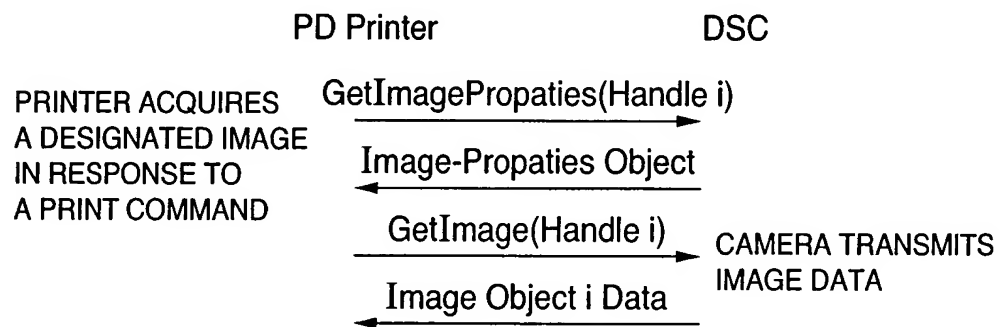 PD Printer DSC
PRINTER ACQUIRES
A DESIGNATED IMAGE
IN RESPONSE TO
A PRINT COMMAND
GetImagePropaties(Handle i)
Image-Propaties Object
GetImage(Handle i)
Image Object i Data
CAMERA TRANSMITS
IMAGE DATA